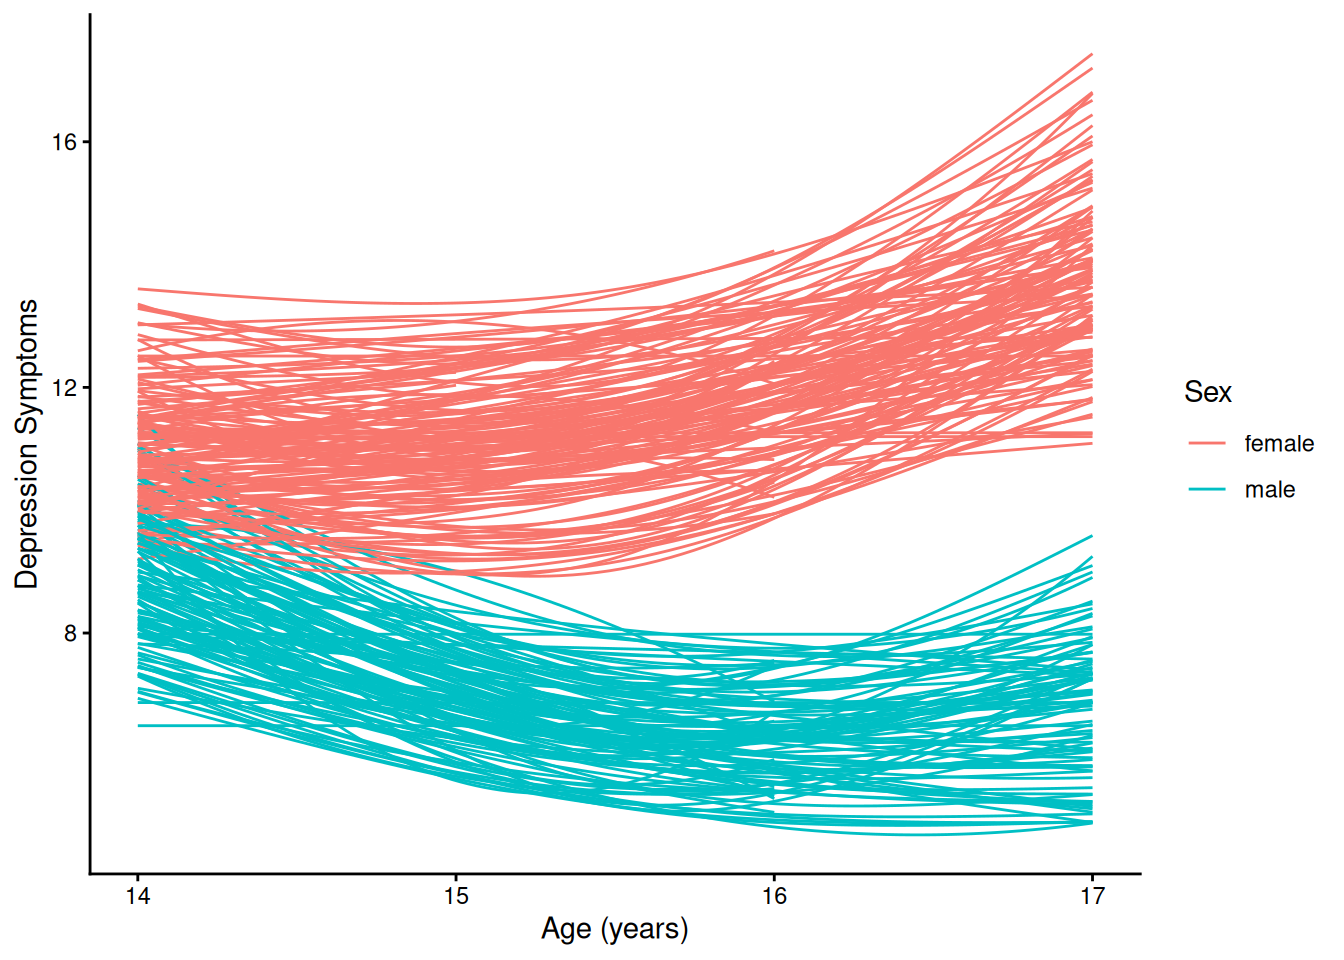 16
12
8
14 15 16 17
Age (years)
Depression Symptoms
Sex
female
male